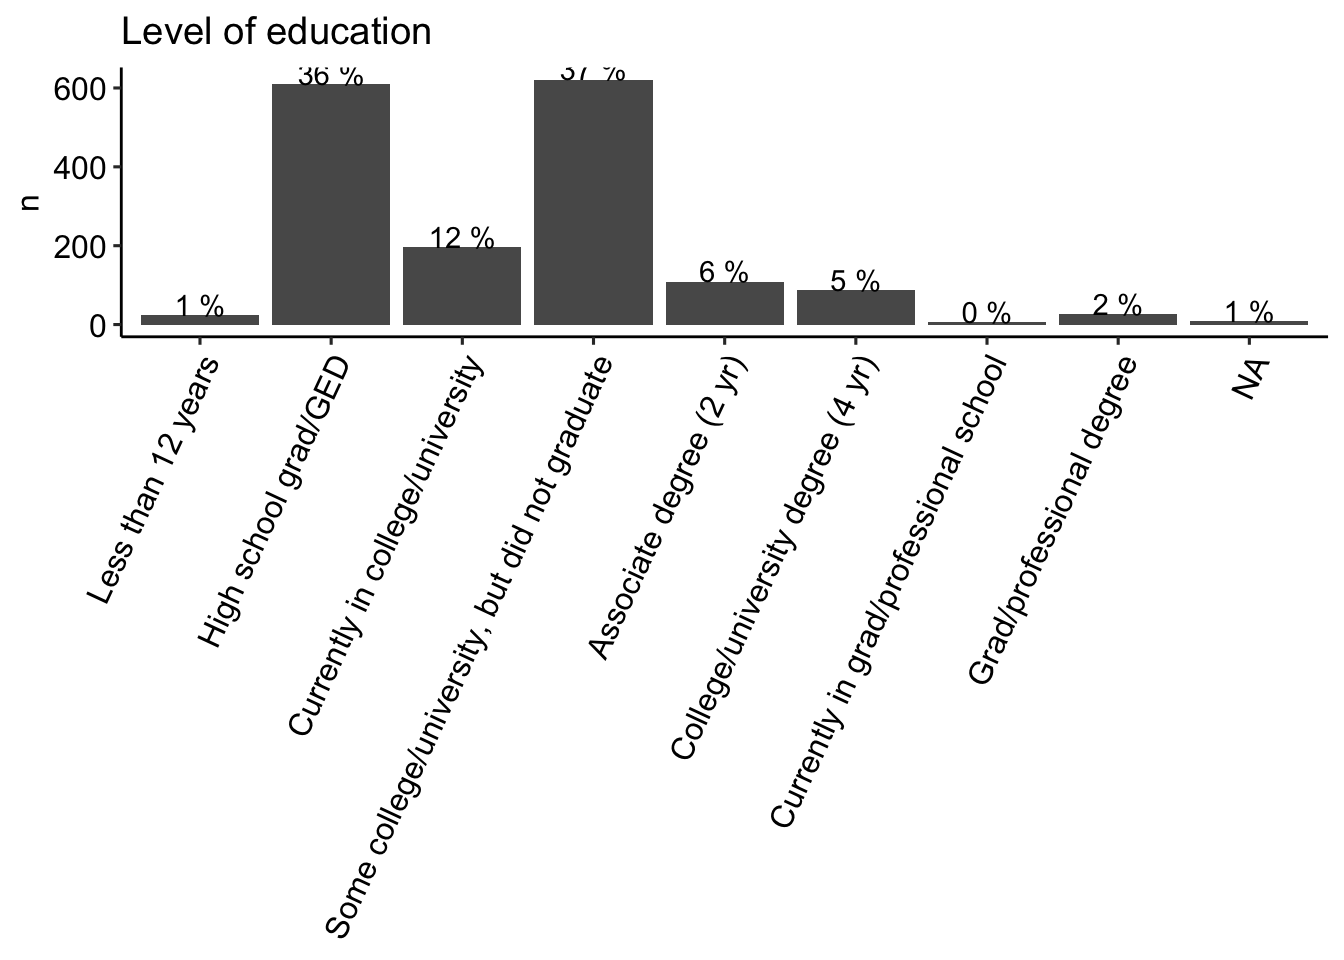 Level of education
600
400
200
0
n
1 %
36 %
12 %
37 %
6 %
5 %
0 %
2 %
1 %
Less than 12 years
High school grad/GED
Currently in college/university
Some college/university, but did not graduate
Associate degree (2 yr)
College/university degree (4 yr)
Currently in grad/professional school
Grad/professional degree
NA